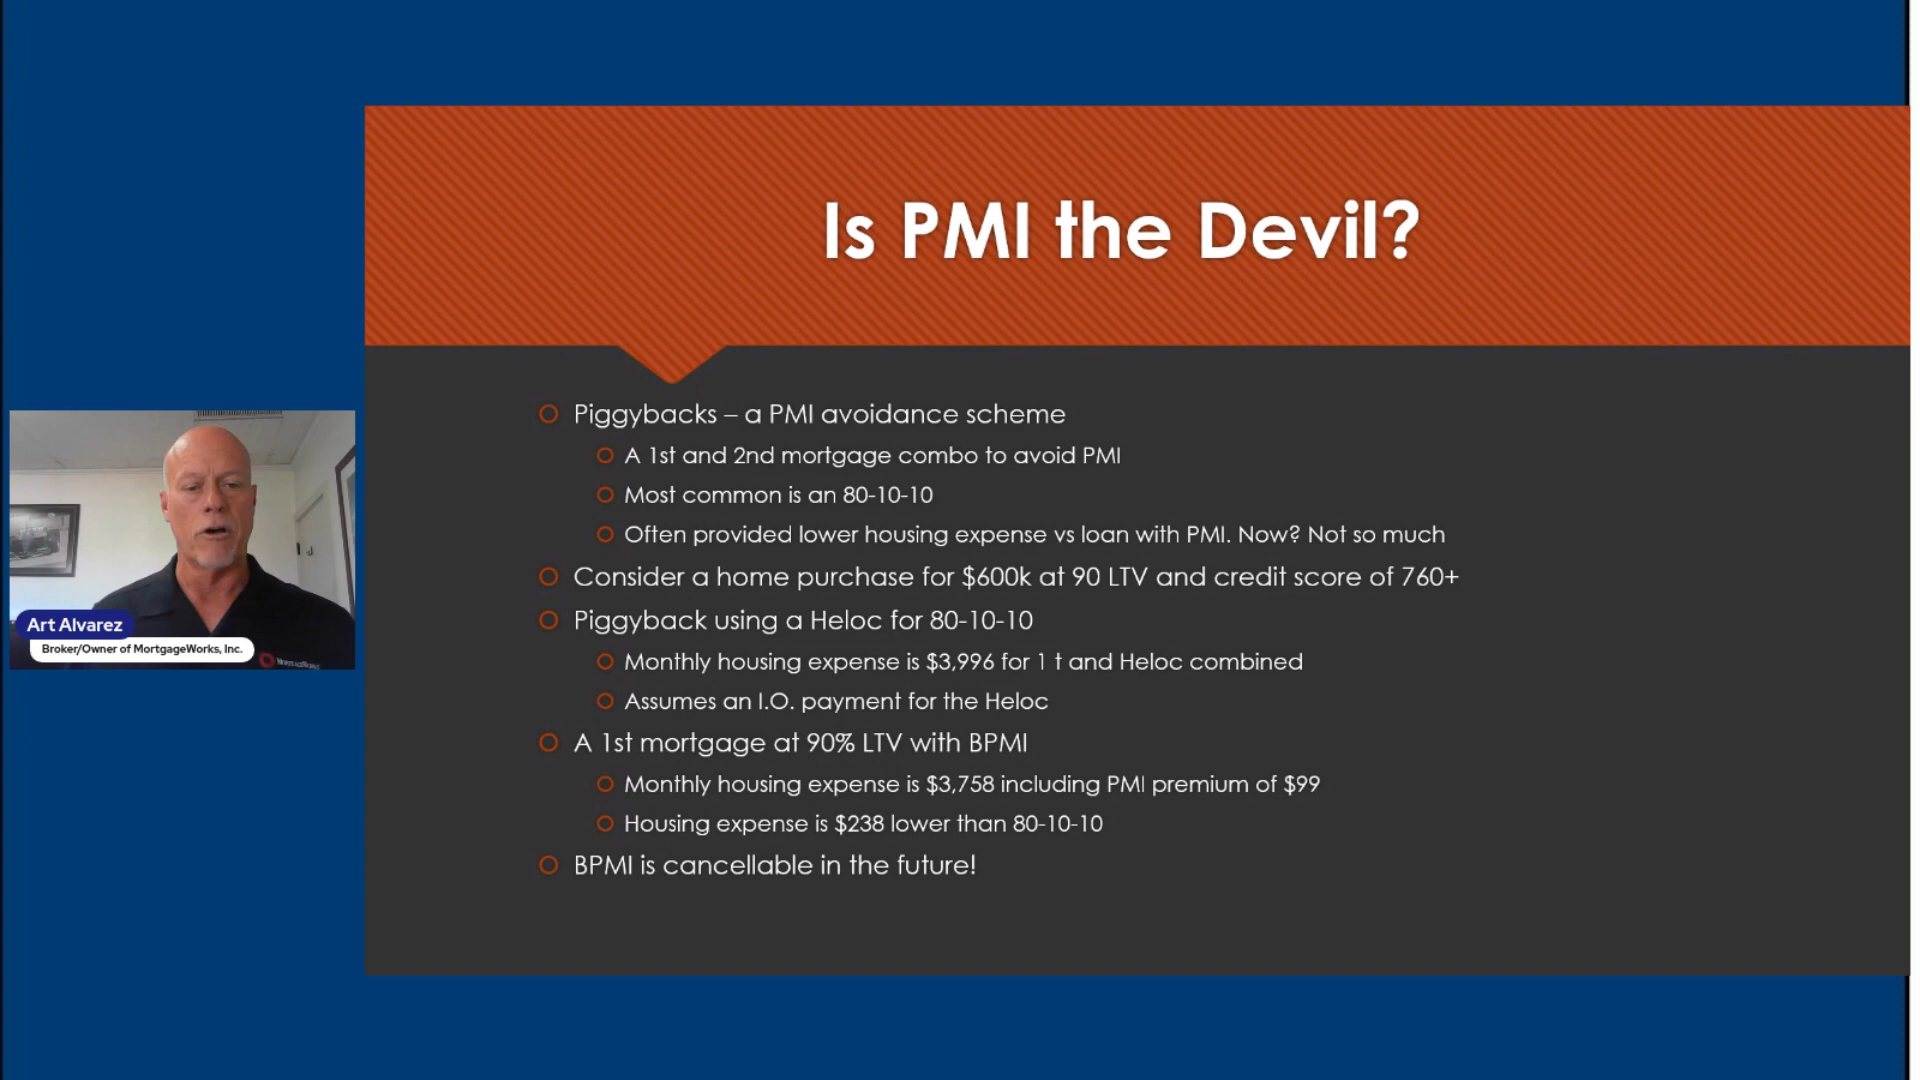 Is PMI the Devil?
Piggybacks – a PMI avoidance scheme
A 1st and 2nd mortgage combo to avoid PMI
Most common is an 80-10-10
Often provided lower housing expense vs loan with PMI. Now? Not so much
Consider a home purchase for $600k at 90 LTV and credit score of 760+
Piggyback using a Heloc for 80-10-10
Monthly housing expense is $3,996 for 1 t and Heloc combined
Assumes an I.O. payment for the Heloc
A 1st mortgage at 90% LTV with BPMI
Monthly housing expense is $3,758 including PMI premium of $99
Housing expense is $238 lower than 80-10-10
BPMI is cancellable in the future!
Art Alvarez
Broker/Owner of MortgageWorks, Inc.